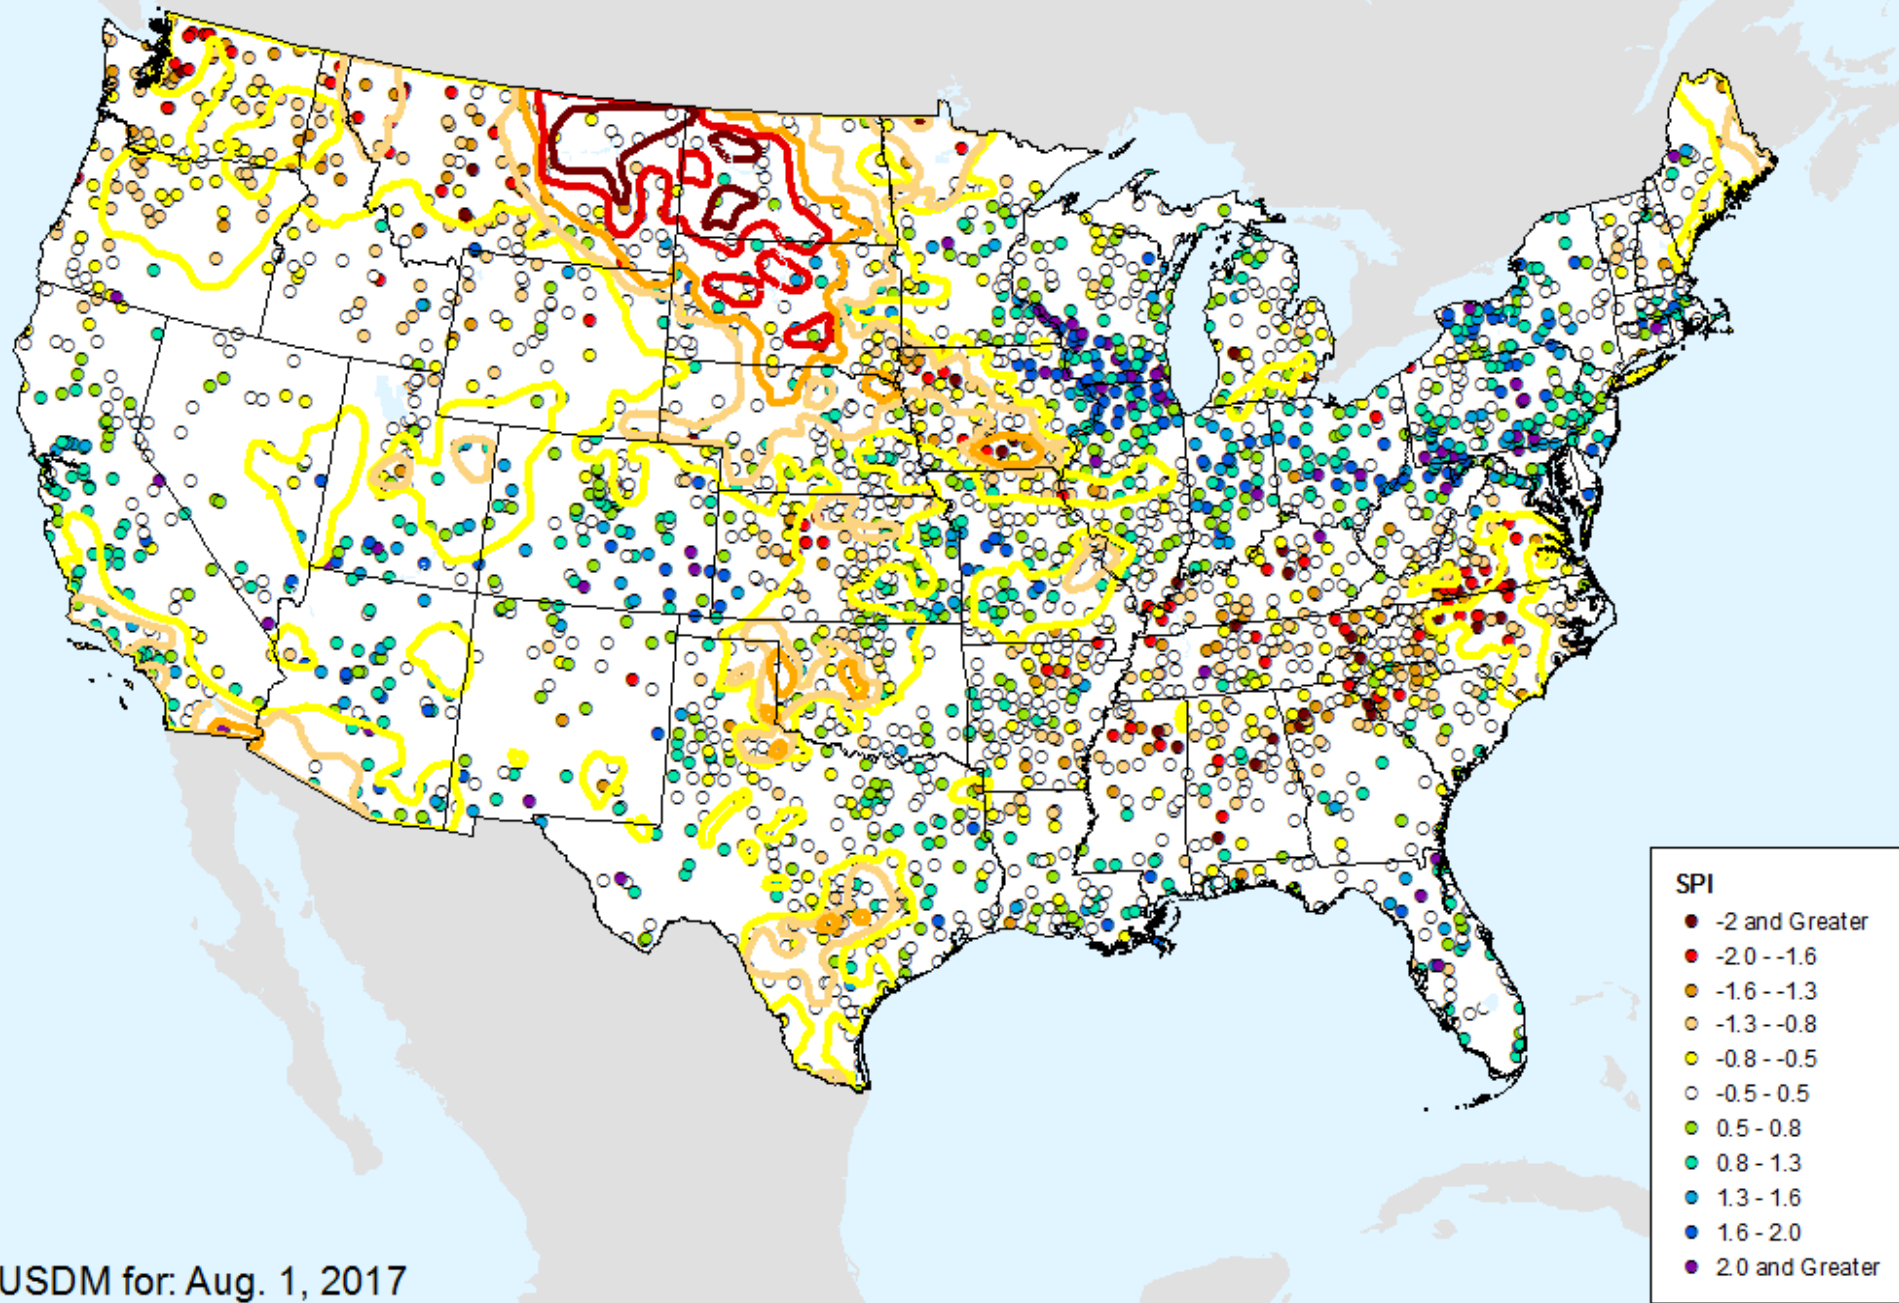 SPI
-2 and Greater
-2.0 - -1.6
-1.6 - -1.3
-1.3 - -0.8
-0.8 - -0.5
-0.5 - 0.5
0.5 - 0.8
0.8 - 1.3
1.3 - 1.6
1.6 - 2.0
2.0 and Greater
USDM for: Aug. 1, 2017